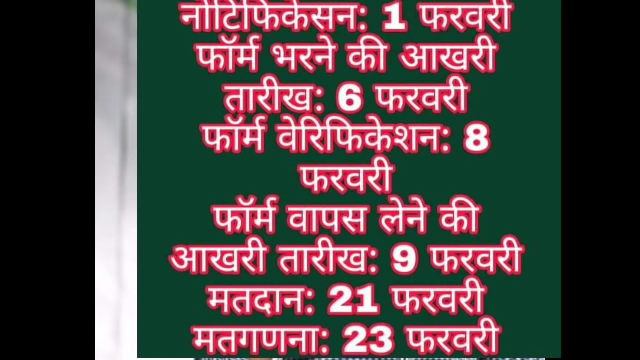 नोटिफिकेसन: 1 फरवरी
फॉर्म भरने की आखरी
तारीख: 6 फरवरी
फॉर्म वेरिफिकेशन: 8
फरवरी
फॉर्म वापस लेने की
आखरी तारीख: 9 फरवरी
मतदान: 21 फरवरी
मतगणना: 23 फरवरी